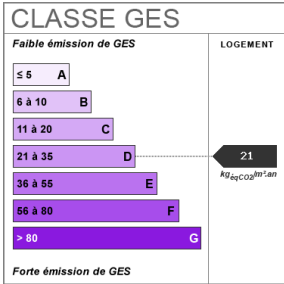 CLASSE GES
Faible émission de GES
LOGEMENT
≤ 5 A
6 à 10 B
11 à 20 C
21 à 35 D
21
kgéqCO2/m².an
36 à 55 E
56 à 80 F
> 80 G
Forte émission de GES